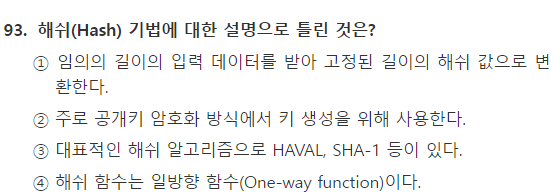 93. 해쉬(Hash) 기법에 대한 설명으로 틀린 것은?
① 임의의 길이의 입력 데이터를 받아 고정된 길이의 해쉬 값으로 변
환한다.
② 주로 공개키 암호화 방식에서 키 생성을 위해 사용한다.
③ 대표적인 해쉬 알고리즘으로 HAVAL, SHA-1 등이 있다.
④ 해쉬 함수는 일방향 함수(One-way function)이다.